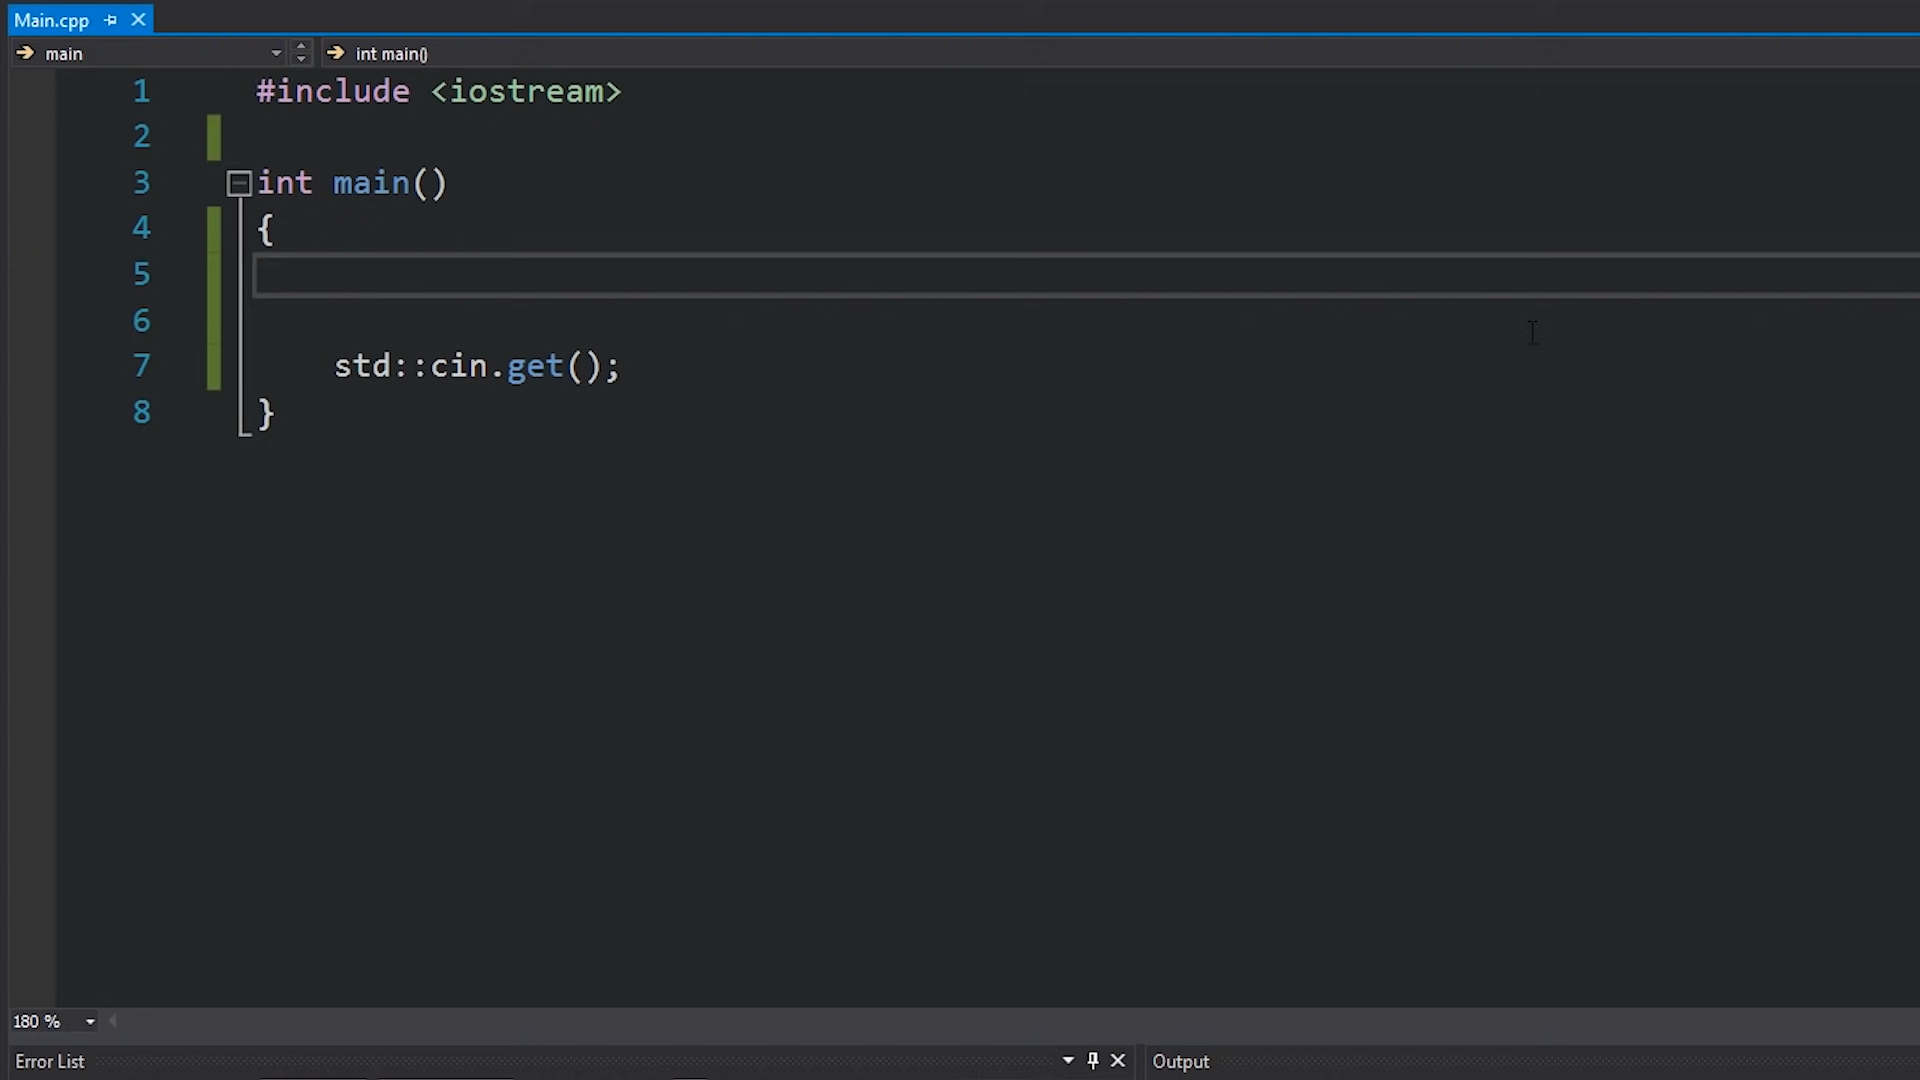 Main.cpp
main
int main()
1 #include <iostream>
2
3 int main()
4 {
5
6
7 std::cin.get();
8 }
180 %
Error List
Output